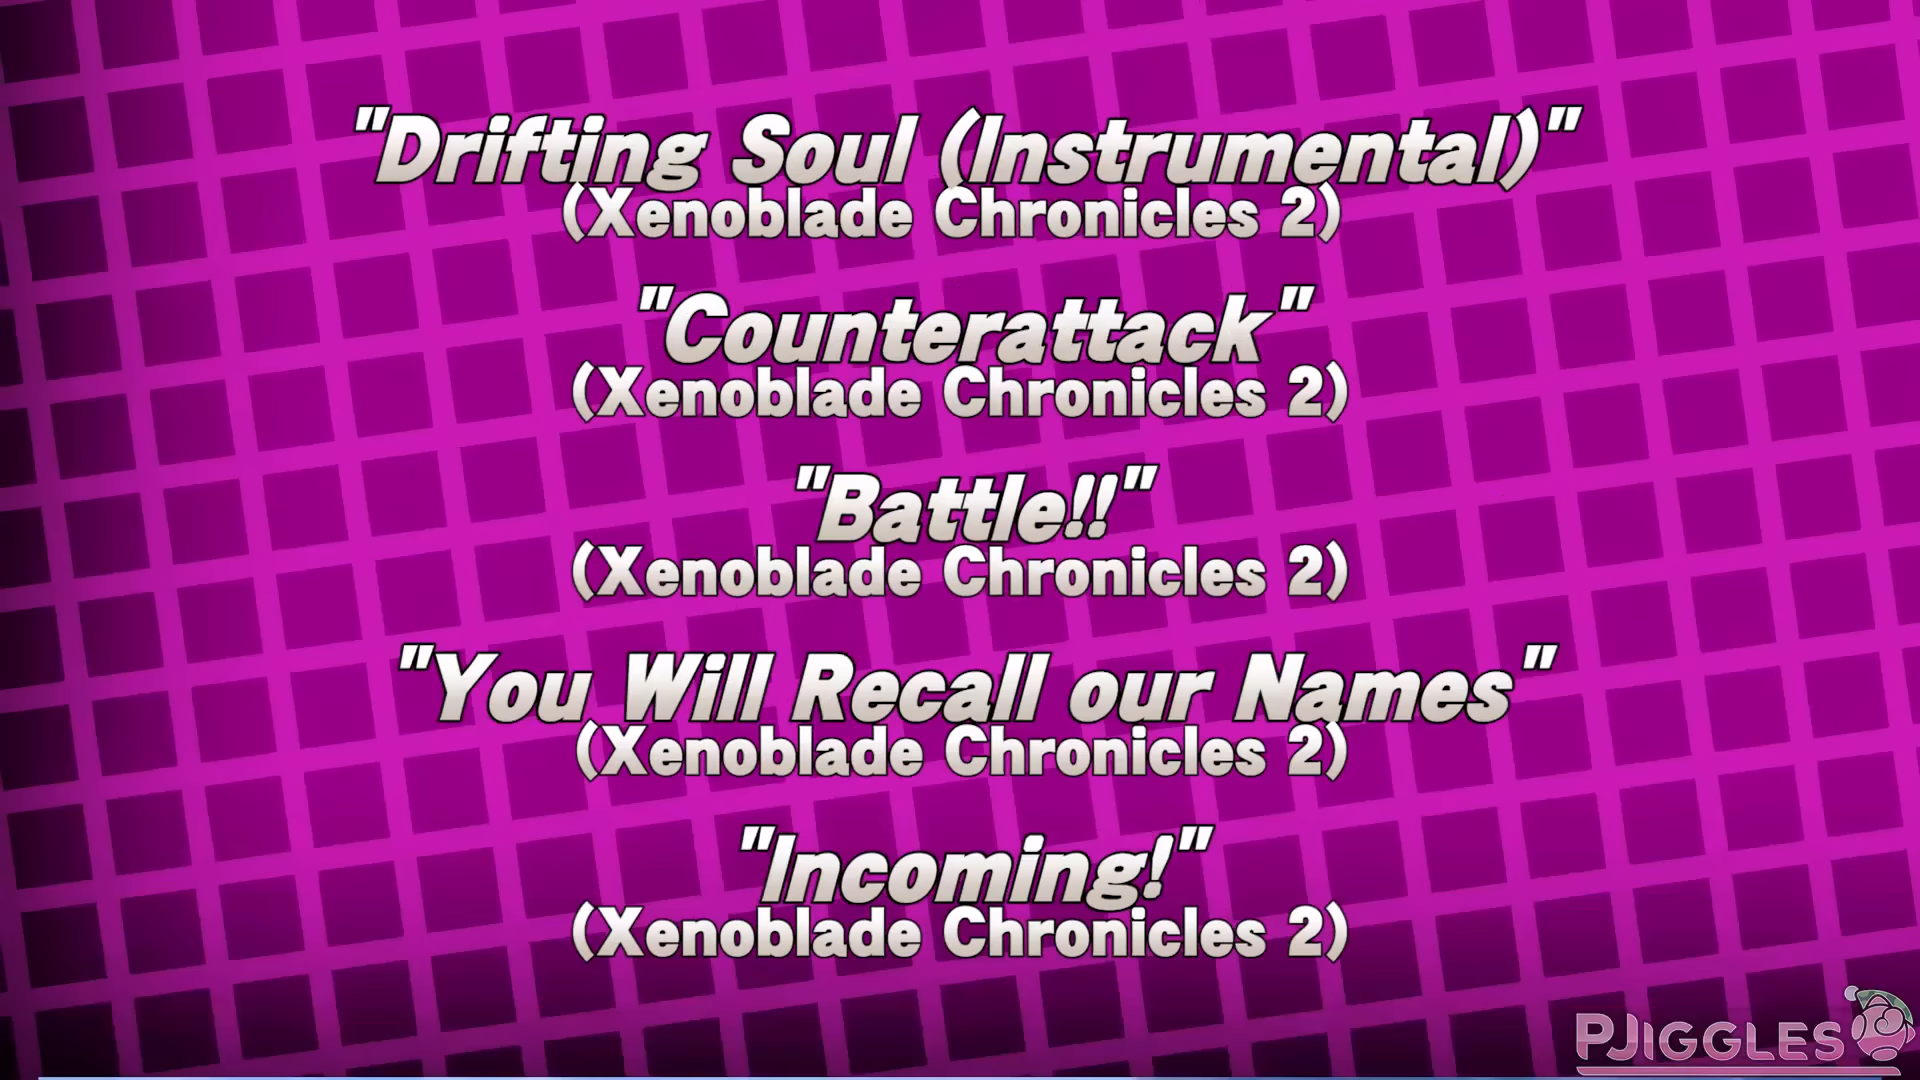 "Drifting Soul (Instrumental)"
(Xenoblade Chronicles 2)
"Counterattack"
(Xenoblade Chronicles 2)
"Battle!!"
(Xenoblade Chronicles 2)
"You Will Recall our Names"
(Xenoblade Chronicles 2)
"Incoming!"
(Xenoblade Chronicles 2)
PJIGGLES